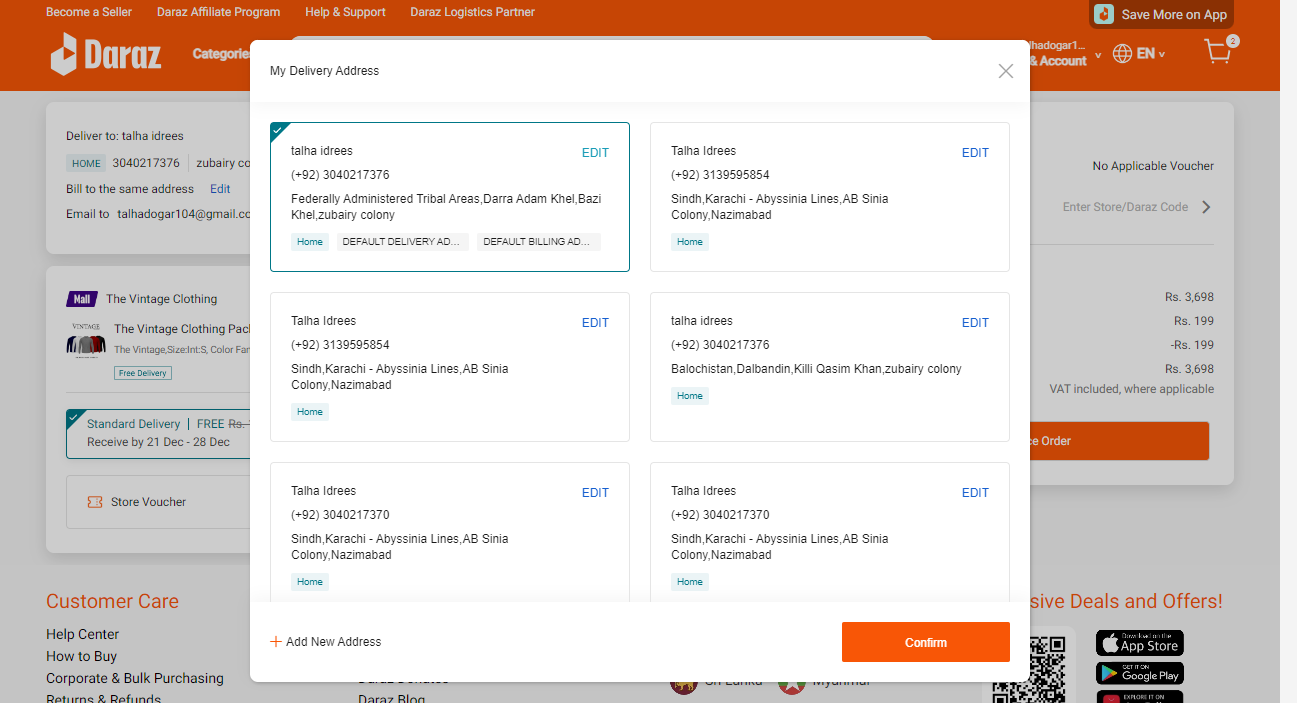 Become a Seller
Daraz Affiliate Program
Help & Support
Daraz Logistics Partner
Save More on App
Daraz
Categorie
lhadogar1...
& Account
EN
2
My Delivery Address
Deliver to: talha idrees
HOME 3040217376 zubairy co
Bill to the same address Edit
Email to talhadogar104@gmail.co
talha idrees
EDIT
(+92) 3040217376
Federally Administered Tribal Areas,Darra Adam Khel,Bazi
Khel,zubairy colony
Home
DEFAULT DELIVERY AD...
DEFAULT BILLING AD...
Talha Idrees
EDIT
(+92) 3139595854
Sindh,Karachi - Abyssinia Lines,AB Sinia
Colony,Nazimabad
Home
No Applicable Voucher
Enter Store/Daraz Code
Mall The Vintage Clothing
VINTAGE
The Vintage Clothing Pac
The Vintage,Size:Int:S, Color Fam
Free Delivery
Standard Delivery | FREE Rs.
Receive by 21 Dec - 28 Dec
Store Voucher
Talha Idrees
EDIT
(+92) 3139595854
Sindh,Karachi - Abyssinia Lines,AB Sinia
Colony,Nazimabad
Home
talha idrees
EDIT
(+92) 3040217376
Balochistan,Dalbandin,Killi Qasim Khan,zubairy colony
Home
Rs. 3,698
Rs. 199
-Rs. 199
Rs. 3,698
VAT included, where applicable
ce Order
Talha Idrees
EDIT
(+92) 3040217370
Sindh,Karachi - Abyssinia Lines,AB Sinia
Colony,Nazimabad
Home
Talha Idrees
EDIT
(+92) 3040217370
Sindh,Karachi - Abyssinia Lines,AB Sinia
Colony,Nazimabad
Home
Add New Address
Confirm
Customer Care
Help Center
How to Buy
Corporate & Bulk Purchasing
Returns & Refunds
Daraz Donates
Daraz Blog
Sri Lanka
Myanmar
sive Deals and Offers!
Download on the
App Store
GET IT ON
Google Play
EXPLORE IT ON